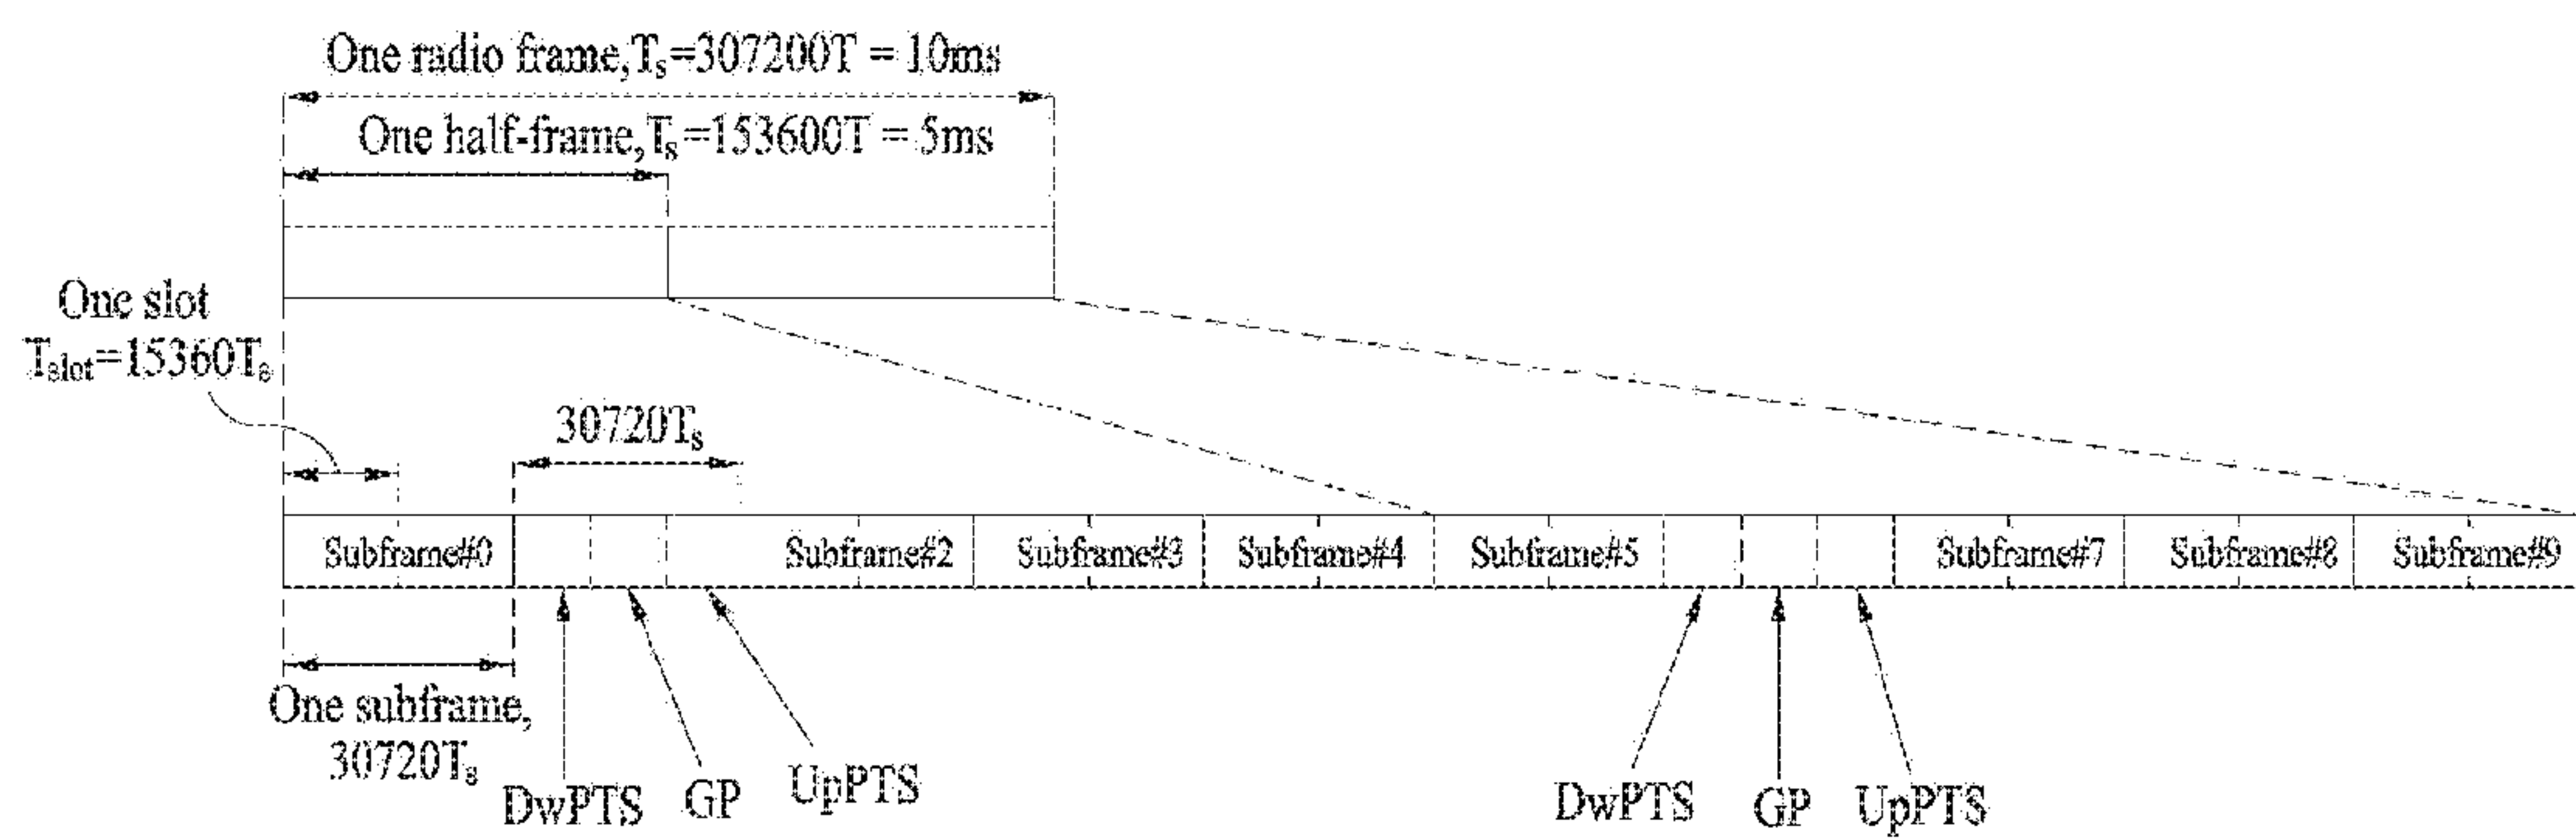 One radio frame,Ts=307200T = 10ms
One half-frame,Ts=153600T = 5ms
One slot
Tslot=15360Ts
30720Ts
Subframe#0 Subframe#2 Subframe#3 Subframe#4 Subframe#5 Subframe#7 Subframe#8 Subframe#9
One subframe,
30720Ts
DwPTS GP UpPTS DwPTS GP UpPTS